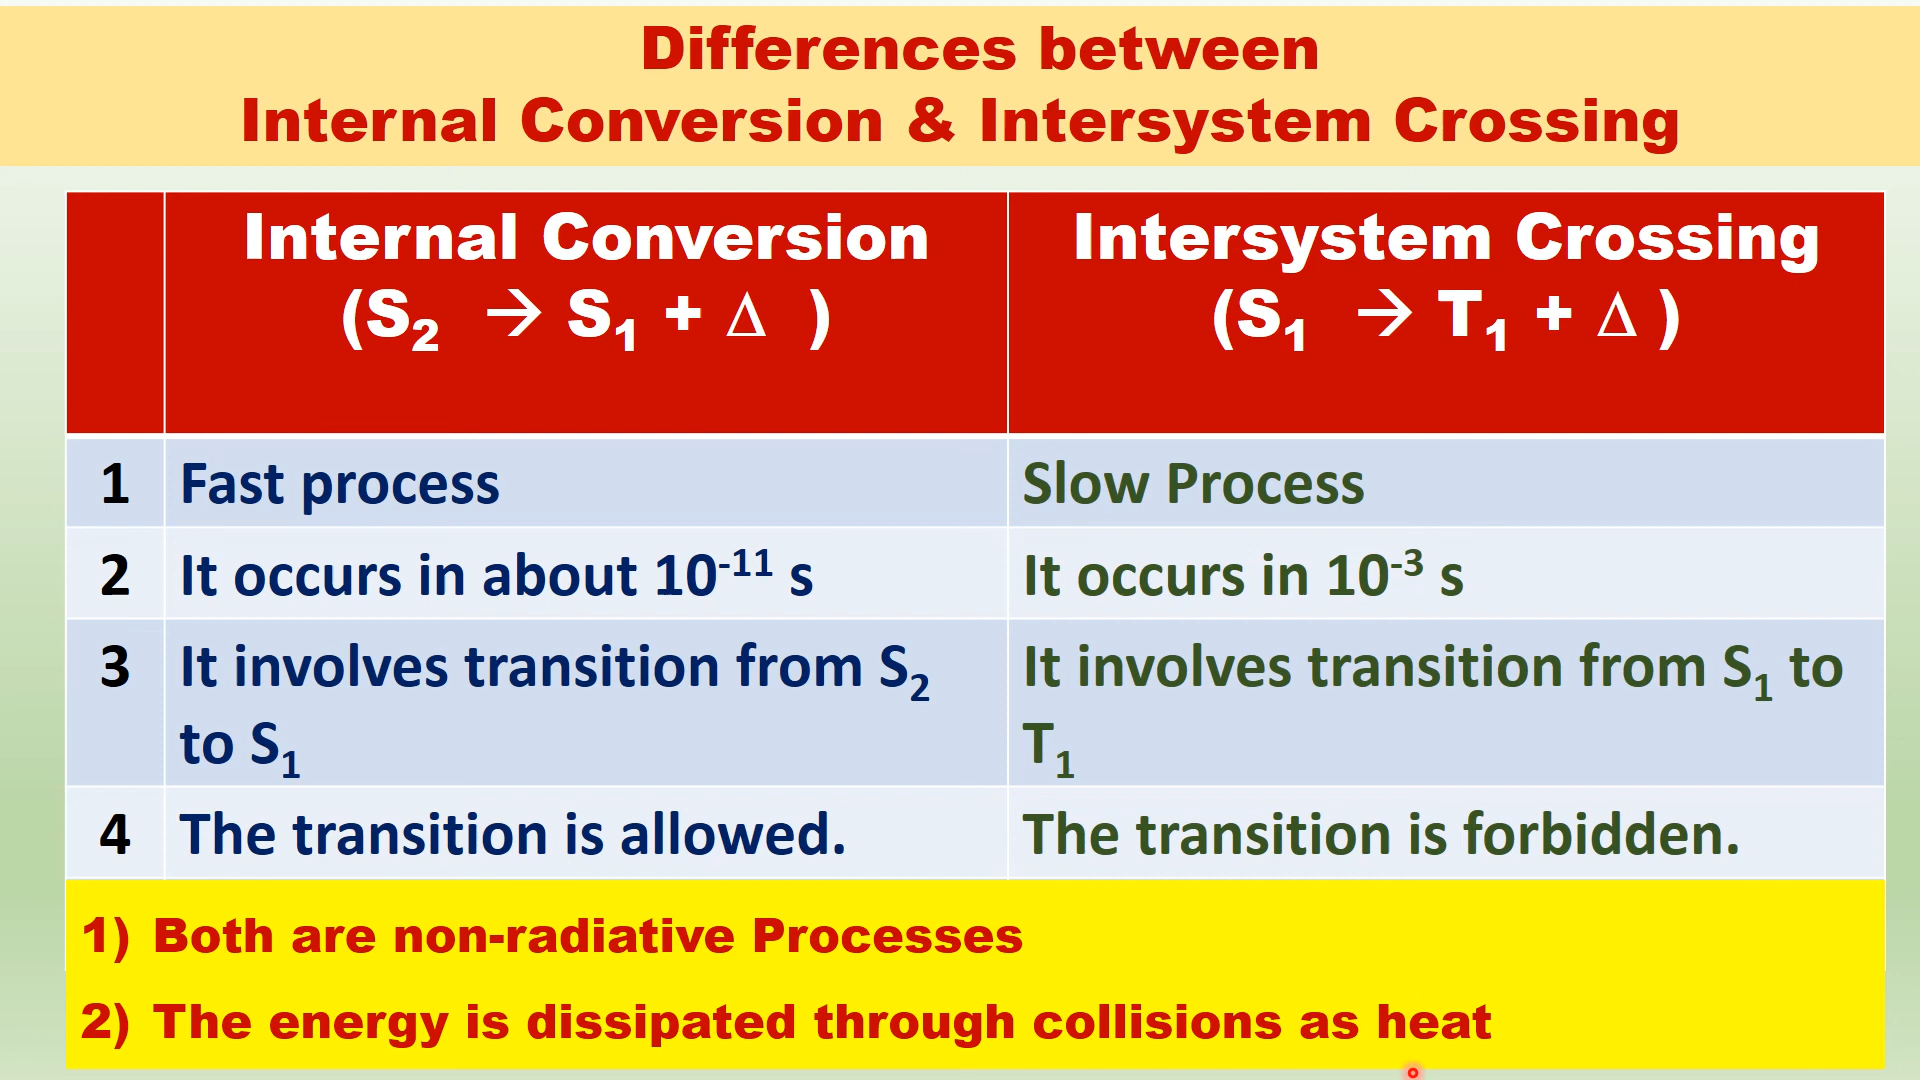 Differences between
Internal Conversion & Intersystem Crossing
Internal Conversion
(S₂ → S₁ + Δ )
Intersystem Crossing
(S₁ → T₁ + Δ )
1
Fast process
Slow Process
2
It occurs in about 10⁻¹¹ s
It occurs in 10⁻³ s
3
It involves transition from S₂
to S₁
It involves transition from S₁ to
T₁
4
The transition is allowed.
The transition is forbidden.
1) Both are non-radiative Processes
2) The energy is dissipated through collisions as heat